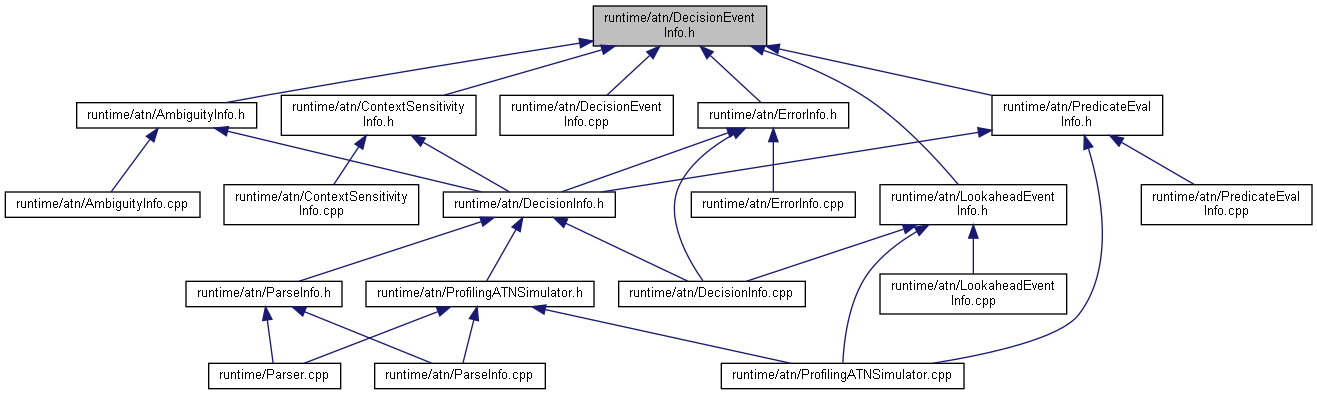 runtime/atn/DecisionEvent
Info.h
runtime/atn/AmbiguityInfo.h
runtime/atn/ContextSensitivity
Info.h
runtime/atn/DecisionEvent
Info.cpp
runtime/atn/ErrorInfo.h
runtime/atn/PredicateEval
Info.h
runtime/atn/AmbiguityInfo.cpp
runtime/atn/ContextSensitivity
Info.cpp
runtime/atn/DecisionInfo.h
runtime/atn/ErrorInfo.cpp
runtime/atn/LookaheadEvent
Info.h
runtime/atn/PredicateEval
Info.cpp
runtime/atn/ParseInfo.h
runtime/atn/ProfilingATNSimulator.h
runtime/atn/DecisionInfo.cpp
runtime/atn/LookaheadEvent
Info.cpp
runtime/Parser.cpp
runtime/atn/ParseInfo.cpp
runtime/atn/ProfilingATNSimulator.cpp